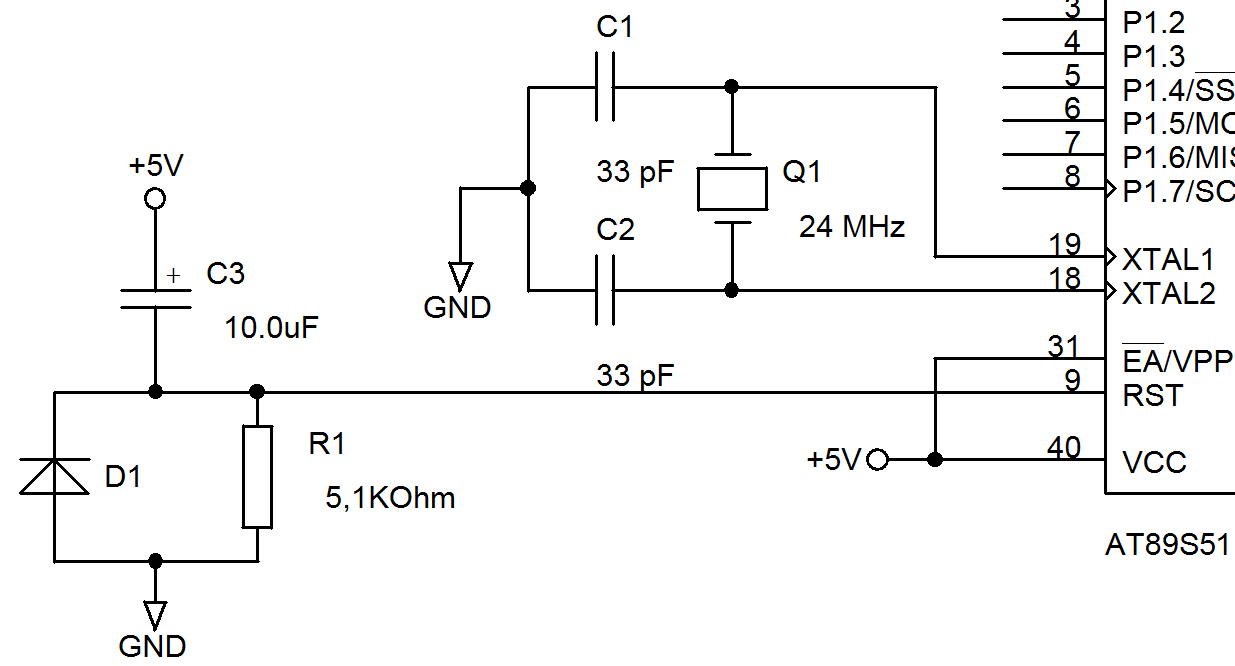 C1
33 pF
C2
33 pF
Q1
24 MHz
GND
+5V
+ C3
10.0uF
D1
R1
5,1KOhm
GND
+5V
3 P1.2
4 P1.3
5 P1.4/SS
6 P1.5/MO
7 P1.6/MIS
8 P1.7/SC
19 XTAL1
18 XTAL2
31 EA/VPP
9 RST
40 VCC
AT89S51